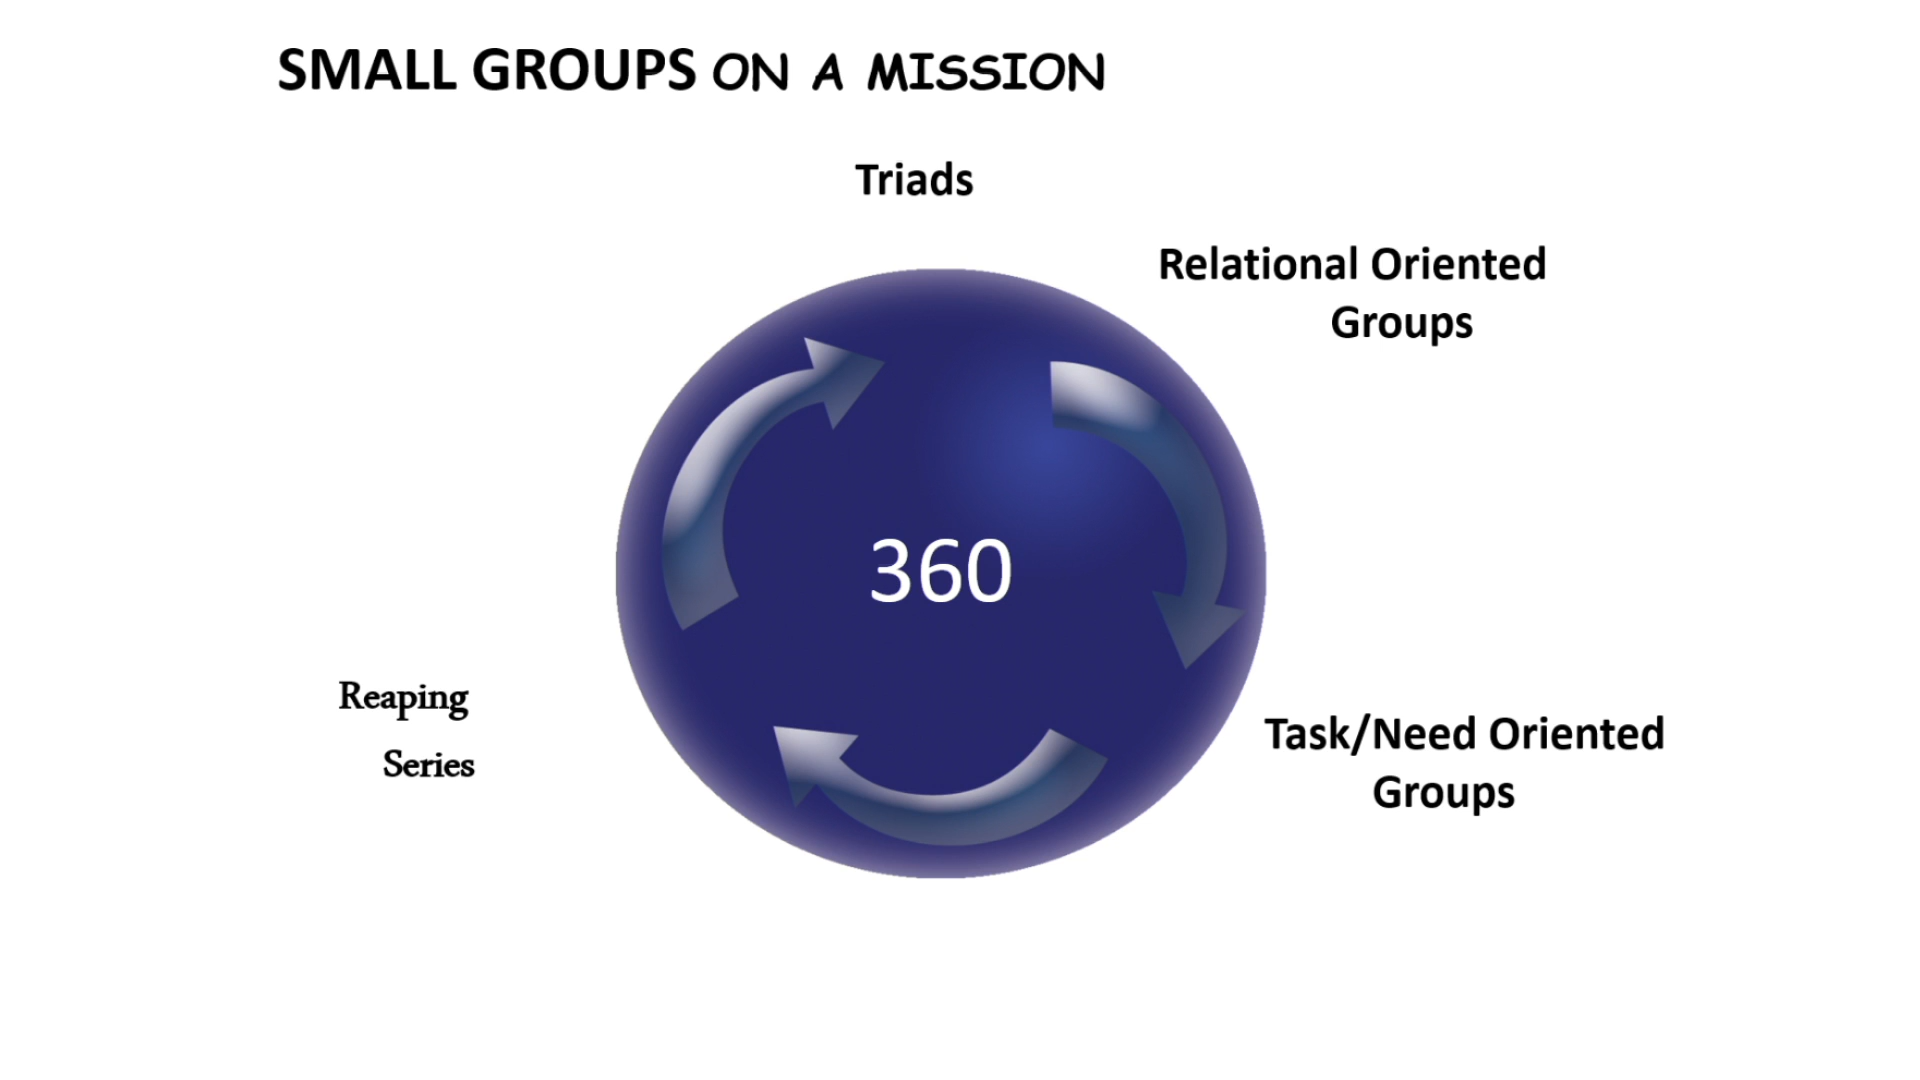 SMALL GROUPS ON A MISSION
Triads
Relational Oriented
Groups
360
Reaping
Series
Task/Need Oriented
Groups